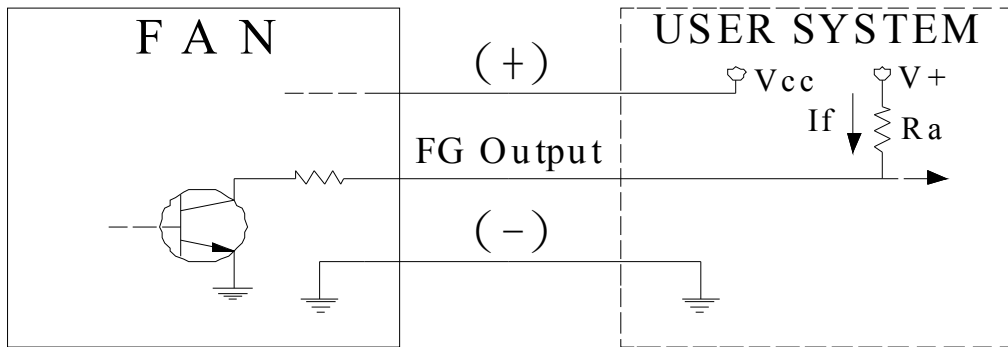 F A N
USER SYSTEM
(+)
Vcc
V+
If
Ra
FG Output
(-)